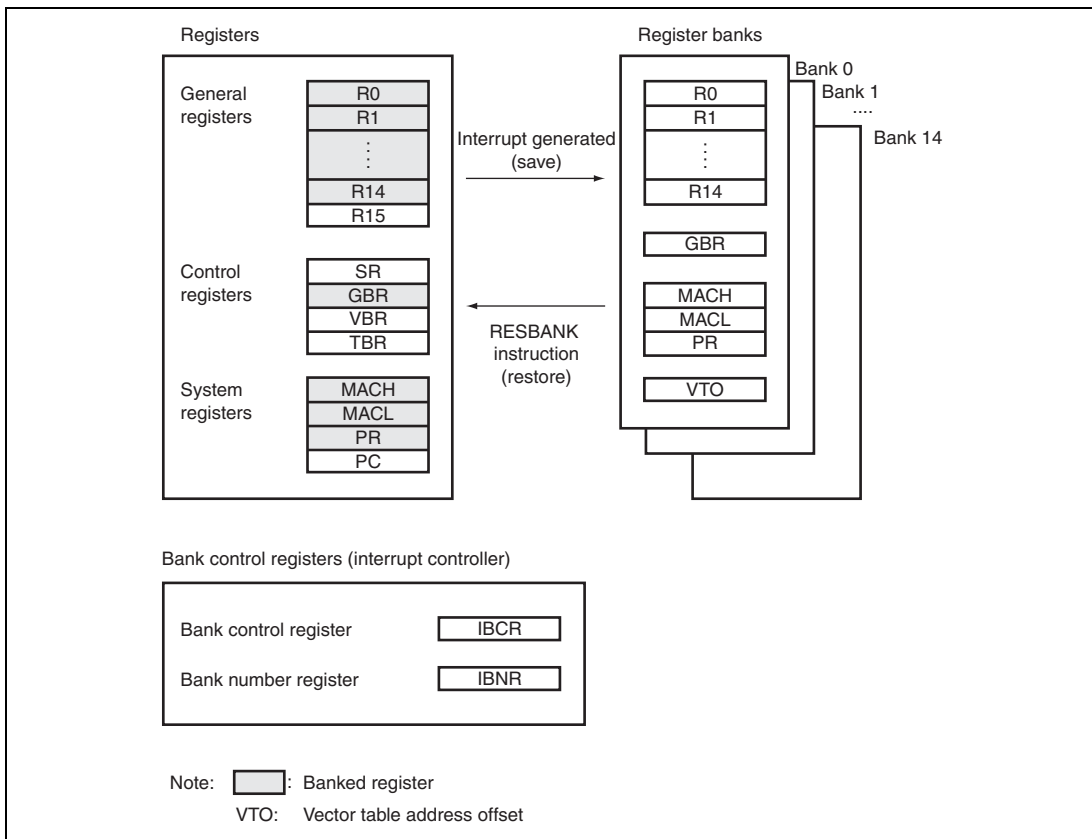 Registers
General
registers
R0
R1
⋮
R14
R15
Control
registers
SR
GBR
VBR
TBR
System
registers
MACH
MACL
PR
PC
Interrupt generated
(save)
RESBANK
instruction
(restore)
Register banks
Bank 0
Bank 1
....
Bank 14
R0
R1
⋮
R14
GBR
MACH
MACL
PR
VTO
Bank control registers (interrupt controller)
Bank control register IBCR
Bank number register IBNR
Note: : Banked register
VTO: Vector table address offset